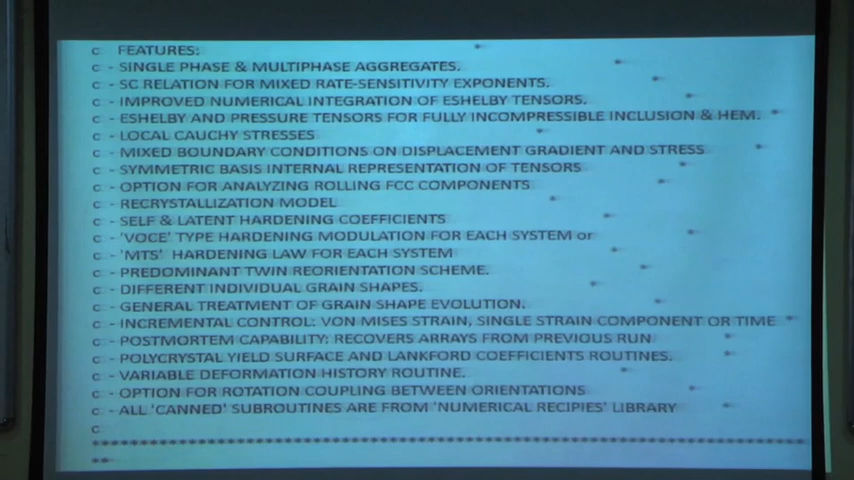 c FEATURES: *
c - SINGLE PHASE & MULTIPHASE AGGREGATES. *
c - SC RELATION FOR MIXED RATE-SENSITIVITY EXPONENTS. *
c - IMPROVED NUMERICAL INTEGRATION OF ESHELBY TENSORS. *
c - ESHELBY AND PRESSURE TENSORS FOR FULLY INCOMPRESSIBLE INCLUSION & HEM. *
c - LOCAL CAUCHY STRESSES *
c - MIXED BOUNDARY CONDITIONS ON DISPLACEMENT GRADIENT AND STRESS *
c - SYMMETRIC BASIS INTERNAL REPRESENTATION OF TENSORS *
c - OPTION FOR ANALYZING ROLLING FCC COMPONENTS *
c - RECRYSTALLIZATION MODEL *
c - SELF & LATENT HARDENING COEFFICIENTS *
c - 'VOCE' TYPE HARDENING MODULATION FOR EACH SYSTEM or *
c - 'MTS' HARDENING LAW FOR EACH SYSTEM *
c - PREDOMINANT TWIN REORIENTATION SCHEME. *
c - DIFFERENT INDIVIDUAL GRAIN SHAPES. *
c - GENERAL TREATMENT OF GRAIN SHAPE EVOLUTION. *
c - INCREMENTAL CONTROL: VON MISES STRAIN, SINGLE STRAIN COMPONENT OR TIME *
c - POSTMORTEM CAPABILITY: RECOVERS ARRAYS FROM PREVIOUS RUN *
c - POLYCRYSTAL YIELD SURFACE AND LANKFORD COEFFICIENTS ROUTINES. *
c - VARIABLE DEFORMATION HISTORY ROUTINE. *
c - OPTION FOR ROTATION COUPLING BETWEEN ORIENTATIONS *
c - ALL 'CANNED' SUBROUTINES ARE FROM 'NUMERICAL RECIPIES' LIBRARY *
c
**************************************************************************
**